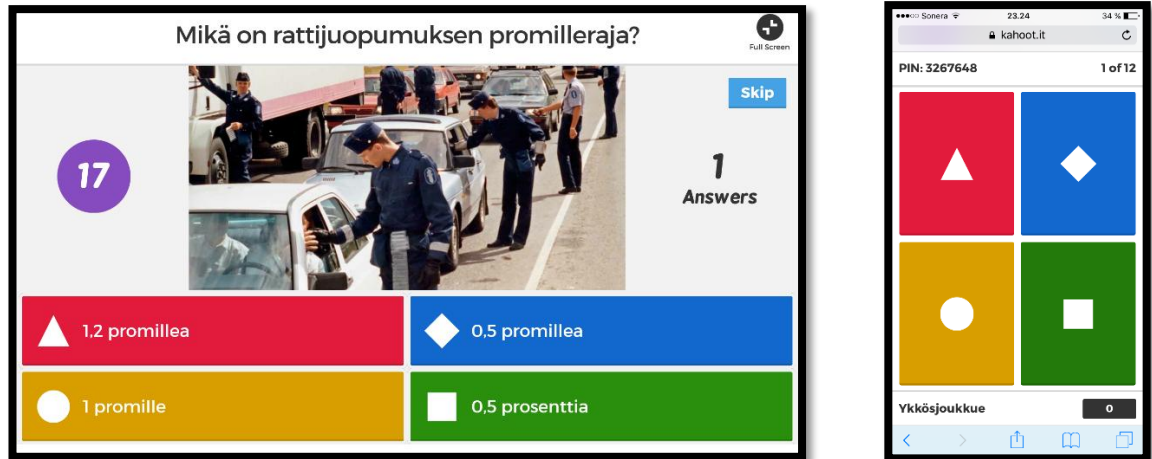 Mikä on rattijuopumuksen promilleraja?
Full Screen
Skip
17
1
Answers
1,2 promillea
0,5 promillea
1 promille
0,5 prosenttia
Sonera 23.24 34 %
kahoot.it
PIN: 3267648 1 of 12
Ykkösjoukkue 0